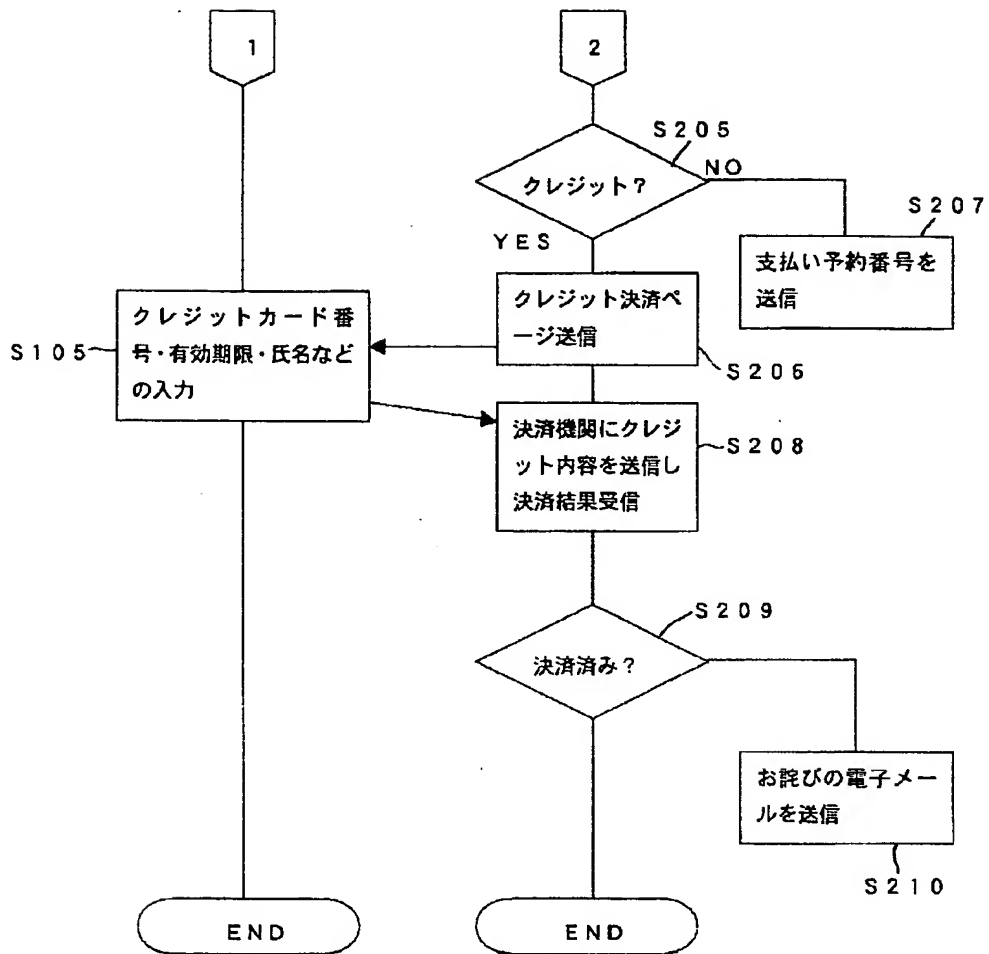 1
2
S205
クレジット?
NO
YES
S207
支払い予約番号を
送信
クレジット決済ペ
ージ送信
S206
S105
クレジットカード番
号・有効期限・氏名など
の入力
決済機関にクレジ
ット内容を送信し
決済結果受信
S208
S209
決済済み?
お詫びの電子メー
ルを送信
S210
END
END